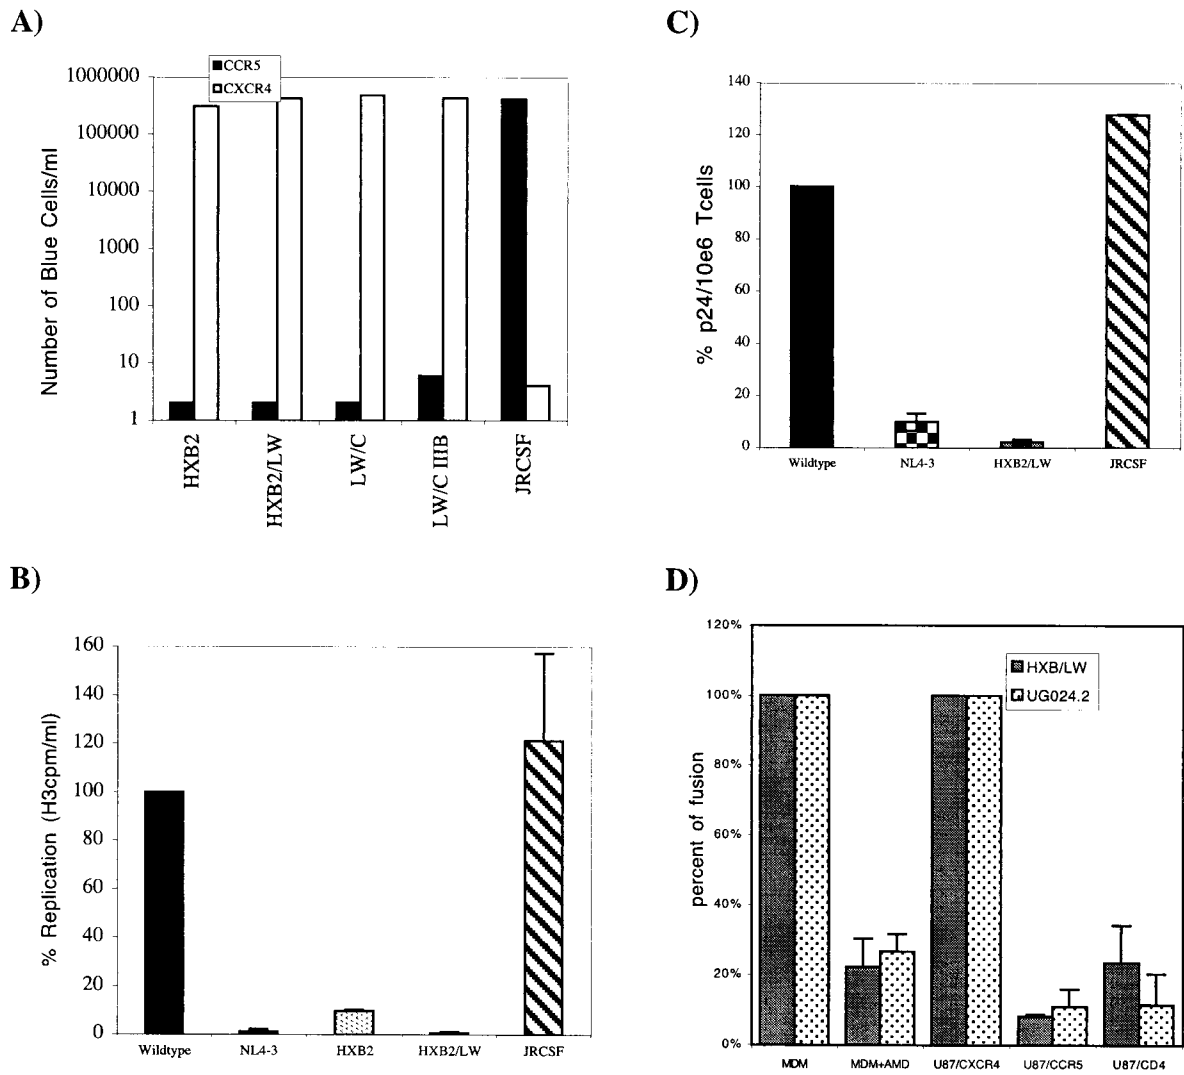 A)
CCR5
CXCR4
1000000
100000
10000
1000
100
10
1
Number of Blue Cells/ml
HXB2
HXB2/LW
LW/C
LW/C IIIB
JRCSF
C)
140
120
100
80
60
40
20
0
% p24/10e6 Tcells
Wildtype
NL4-3
HXB2/LW
JRCSF
B)
160
140
120
100
80
60
40
20
0
% Replication (H3cpm/ml)
Wildtype
NL4-3
HXB2
HXB2/LW
JRCSF
D)
120%
100%
80%
60%
40%
20%
0%
percent of fusion
HXB/LW
UG024.2
MDM
MDM+AMD
U87/CXCR4
U87/CCR5
U87/CD4